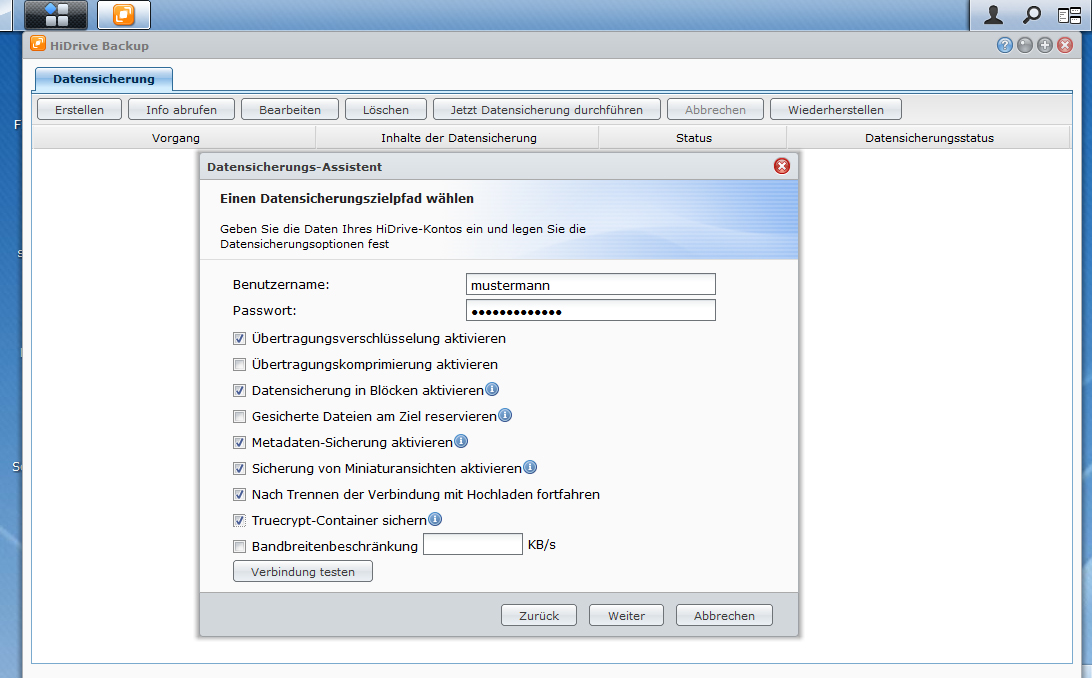 HiDrive Backup
Datensicherung
Erstellen Info abrufen Bearbeiten Löschen Jetzt Datensicherung durchführen Abbrechen Wiederherstellen
Vorgang Inhalte der Datensicherung Status Datensicherungsstatus
Datensicherungs-Assistent
Einen Datensicherungszielpfad wählen
Geben Sie die Daten Ihres HiDrive-Kontos ein und legen Sie die
Datensicherungsoptionen fest
Benutzername: mustermann
Passwort: •••••••••••••
Übertragungsverschlüsselung aktivieren
Übertragungskomprimierung aktivieren
Datensicherung in Blöcken aktivieren
Gesicherte Dateien am Ziel reservieren
Metadaten-Sicherung aktivieren
Sicherung von Miniaturansichten aktivieren
Nach Trennen der Verbindung mit Hochladen fortfahren
Truecrypt-Container sichern
Bandbreitenbeschränkung KB/s
Verbindung testen
Zurück Weiter Abbrechen